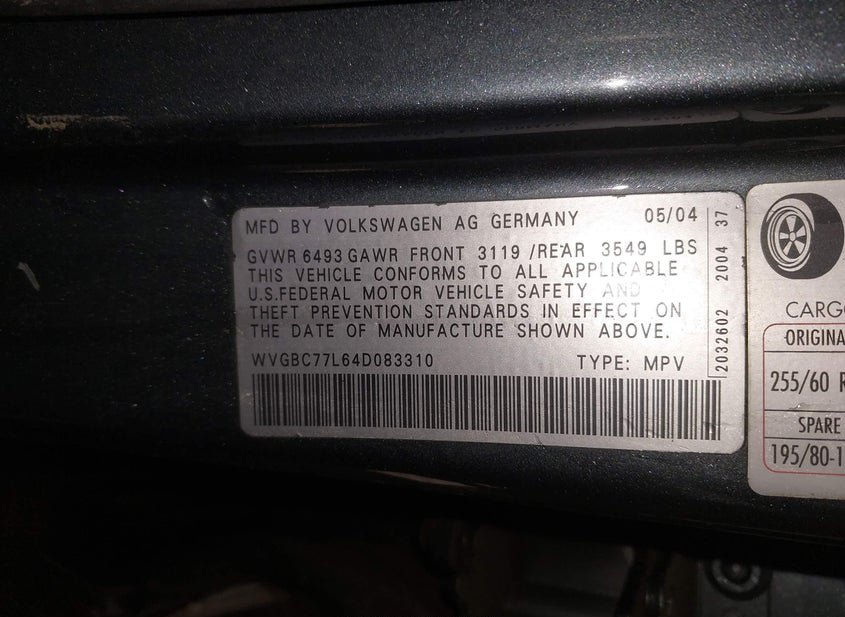 MFD BY VOLKSWAGEN AG GERMANY 05/04
GVWR 6493 GAWR FRONT 3119 /REAR 3549 LBS
THIS VEHICLE CONFORMS TO ALL APPLICABLE
U.S.FEDERAL MOTOR VEHICLE SAFETY AND
THEFT PREVENTION STANDARDS IN EFFECT ON
THE DATE OF MANUFACTURE SHOWN ABOVE.
WVGBC77L64D083310 TYPE: MPV
2032602 2004 37
CARGO
ORIGINA
255/60 R
SPARE
195/80-1